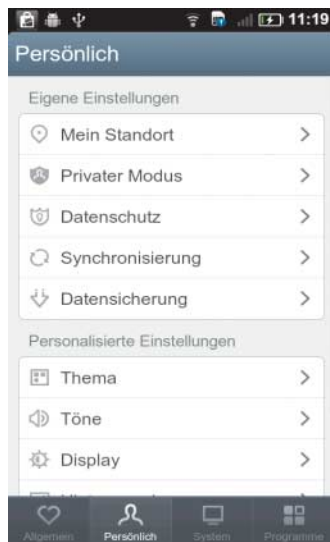 11:19
Persönlich
Eigene Einstellungen
Mein Standort
Privater Modus
Datenschutz
Synchronisierung
Datensicherung
Personalisierte Einstellungen
Thema
Töne
Display
Allgemein Persönlich System Programme